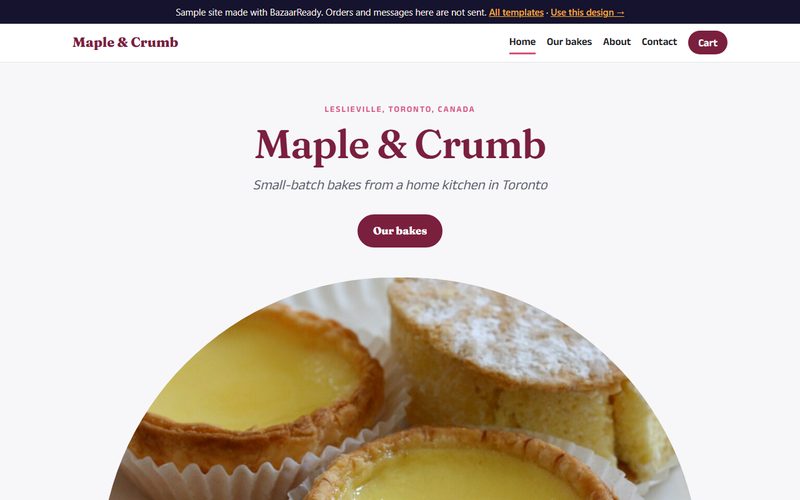 Sample site made with BazaarReady. Orders and messages here are not sent. All templates · Use this design →
Maple & Crumb
Home Our bakes About Contact Cart
LESLIEVILLE, TORONTO, CANADA
Maple & Crumb
Small-batch bakes from a home kitchen in Toronto
Our bakes